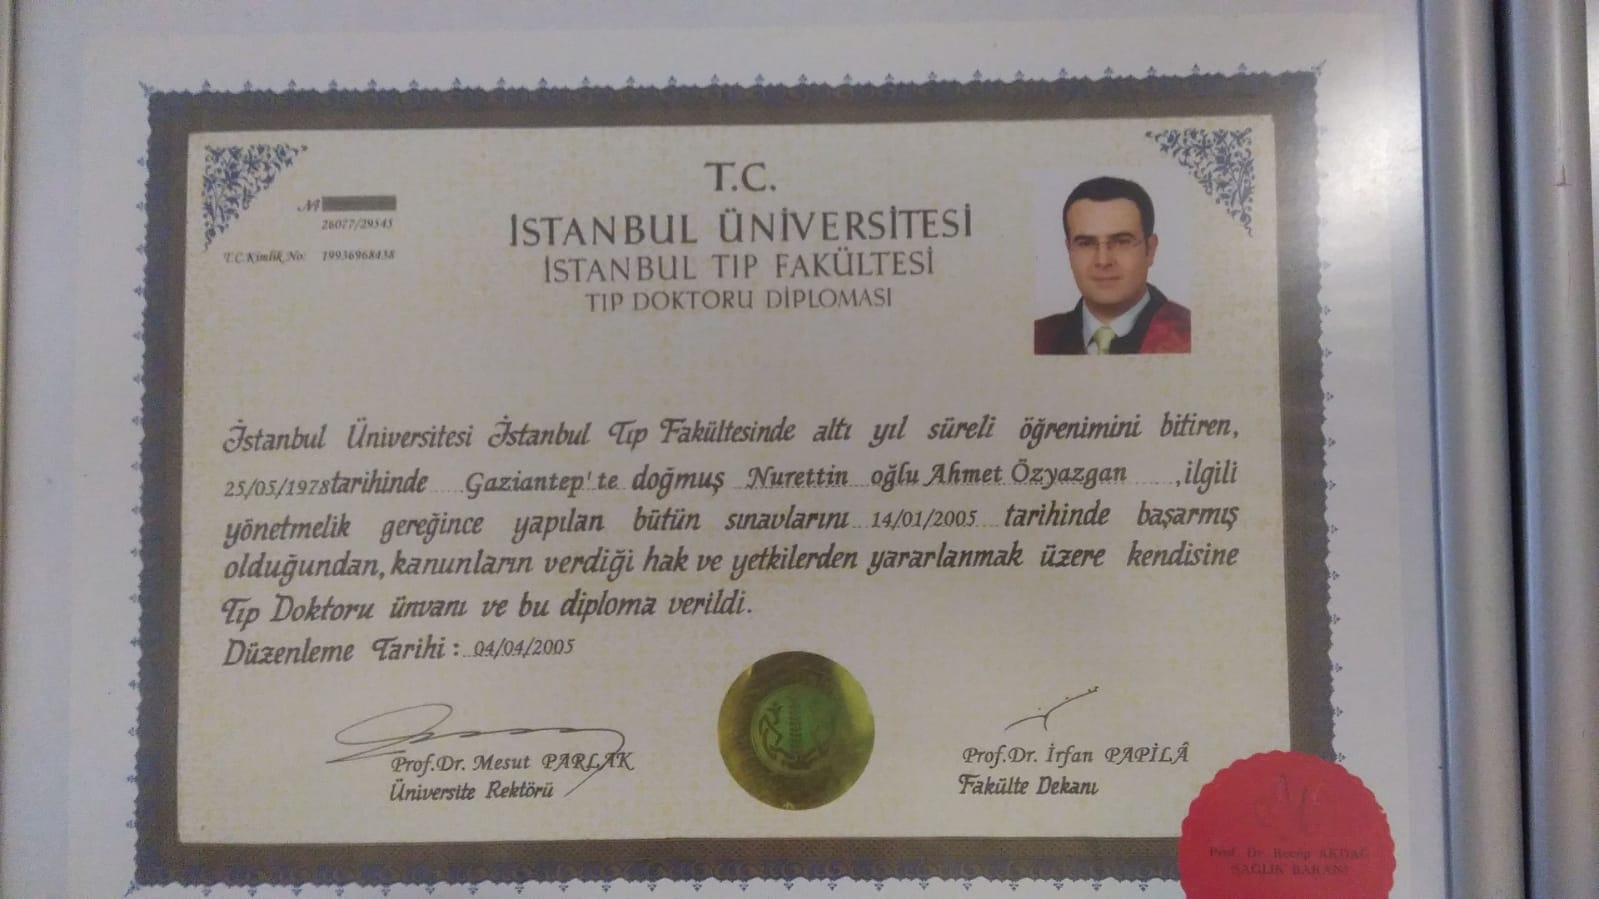 T.C.
İSTANBUL ÜNİVERSİTESİ
İSTANBUL TIP FAKÜLTESİ
TIP DOKTORU DİPLOMASI
№
26077/29545
T.C.Kimlik No: 19936968438
İstanbul Üniversitesi İstanbul Tıp Fakültesinde altı yıl süreli öğrenimini bitiren,
25/05/1978 tarihinde Gaziantep'te doğmuş Nurettin oğlu Ahmet Özyazgan ,ilgili
yönetmelik gereğince yapılan bütün sınavlarını 14/01/2005 tarihinde başarmış
olduğundan, kanunların verdiği hak ve yetkilerden yararlanmak üzere kendisine
Tıp Doktoru ünvanı ve bu diploma verildi.
Düzenleme Tarihi : 04/04/2005
Prof.Dr. Mesut PARLAK
Üniversite Rektörü
Prof.Dr. İrfan PAPİLÂ
Fakülte Dekanı
Prof. Dr. Recep AKDAĞ
SAĞLIK BAKANI